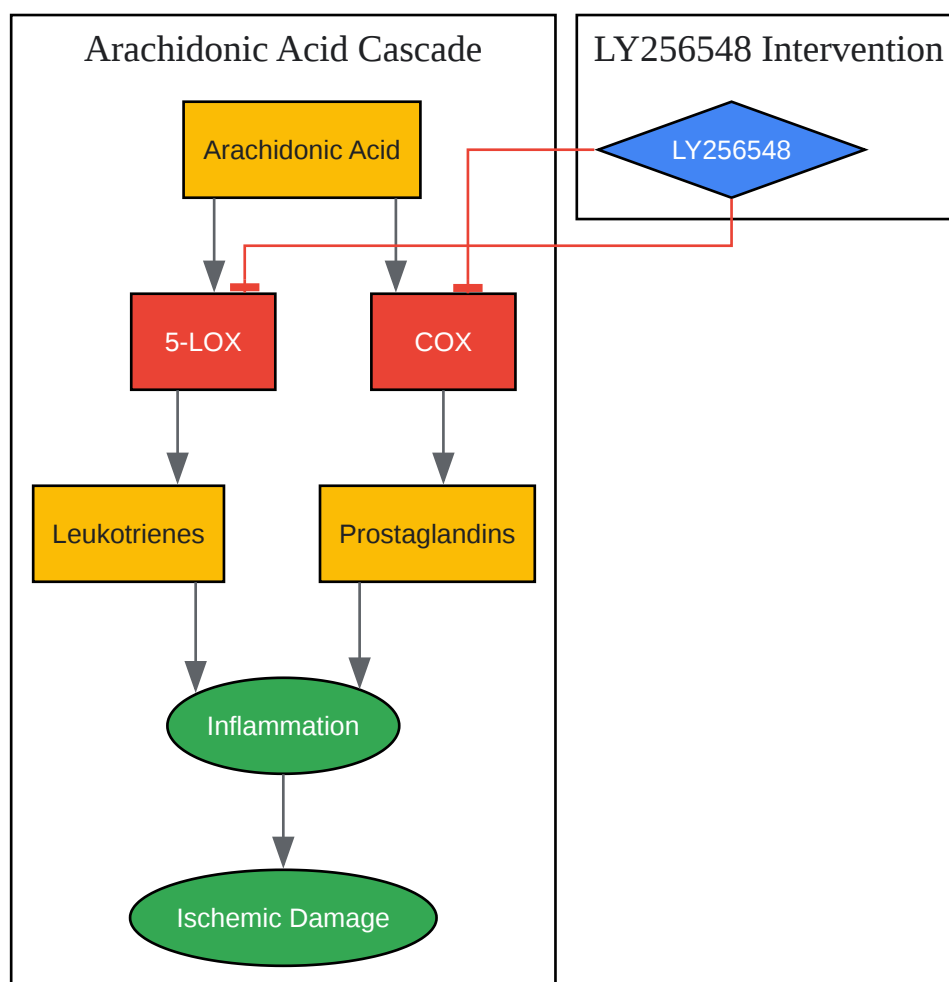 Arachidonic Acid Cascade
LY256548 Intervention
Arachidonic Acid
LY256548
5-LOX
COX
Leukotrienes
Prostaglandins
Inflammation
Ischemic Damage